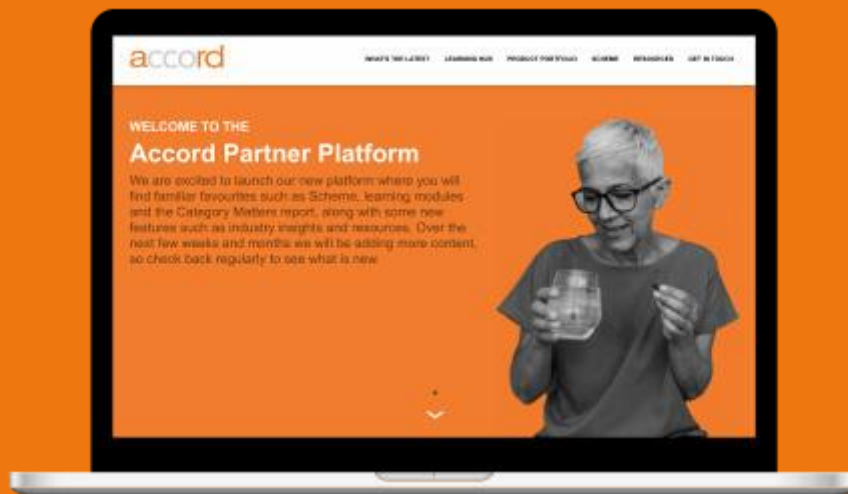 accord
WHAT'S THE LATEST LEARNING HUB PRODUCT PORTFOLIO SCHEME RESOURCES GET IN TOUCH
WELCOME TO THE
Accord Partner Platform
We are excited to launch our new platform where you will
find familiar favourites such as Scheme, learning modules
and the Category Matters report, along with some new
features such as industry insights and resources. Over the
next few weeks and months we will be adding more content,
so check back regularly to see what is new